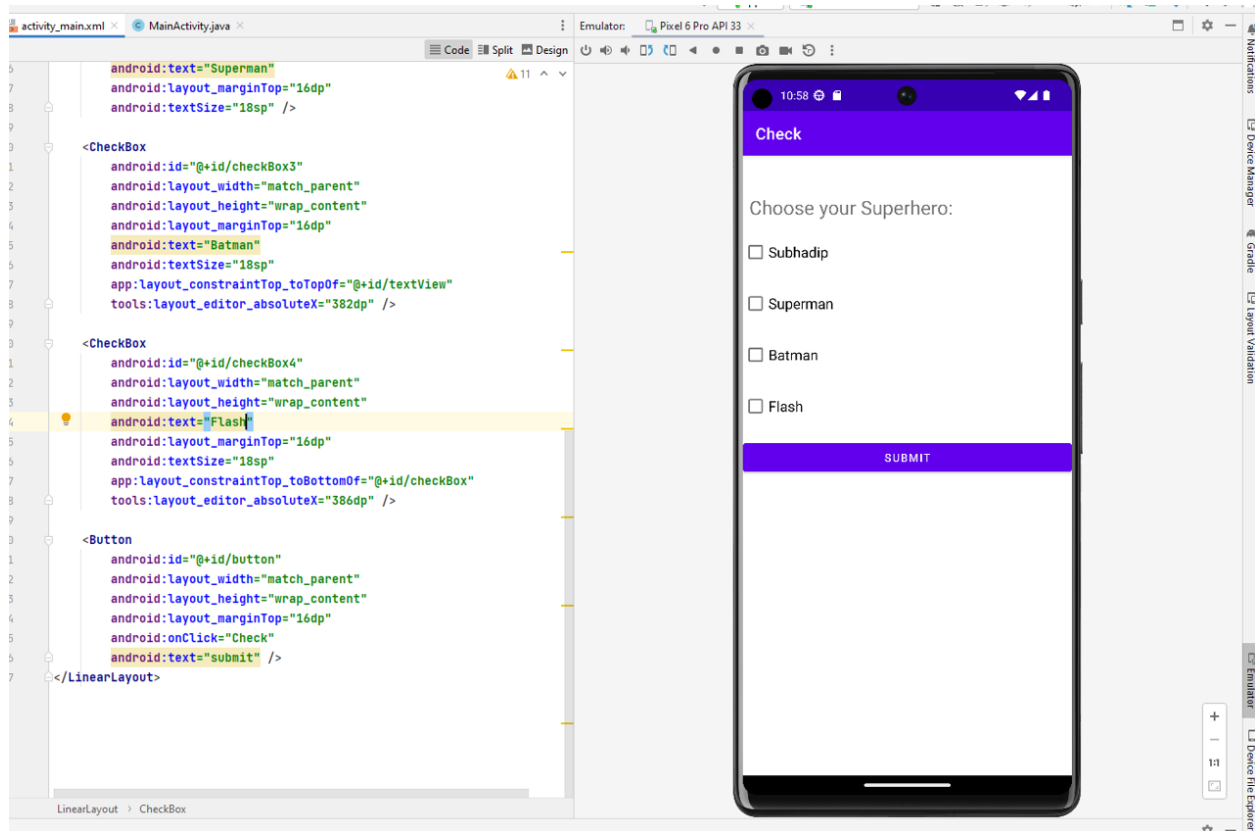 activity_main.xml
MainActivity.java
Emulator:
Pixel 6 Pro API 33
Code
Split
Design
11
android:text="Superman"
android:layout_marginTop="16dp"
android:textSize="18sp" />
<CheckBox
android:id="@+id/checkBox3"
android:layout_width="match_parent"
android:layout_height="wrap_content"
android:layout_marginTop="16dp"
android:text="Batman"
android:textSize="18sp"
app:layout_constraintTop_toTopOf="@+id/textView"
tools:layout_editor_absoluteX="382dp" />
<CheckBox
android:id="@+id/checkBox4"
android:layout_width="match_parent"
android:layout_height="wrap_content"
android:text="Flash"
android:layout_marginTop="16dp"
android:textSize="18sp"
app:layout_constraintTop_toBottomOf="@+id/checkBox"
tools:layout_editor_absoluteX="386dp" />
<Button
android:id="@+id/button"
android:layout_width="match_parent"
android:layout_height="wrap_content"
android:layout_marginTop="16dp"
android:onClick="Check"
android:text="submit" />
</LinearLayout>
LinearLayout > CheckBox
10:58
Check
Choose your Superhero:
Subhadip
Superman
Batman
Flash
SUBMIT
1:1
Notifications
Device Manager
Gradle
Layout Validation
Emulator
Device File Explorer